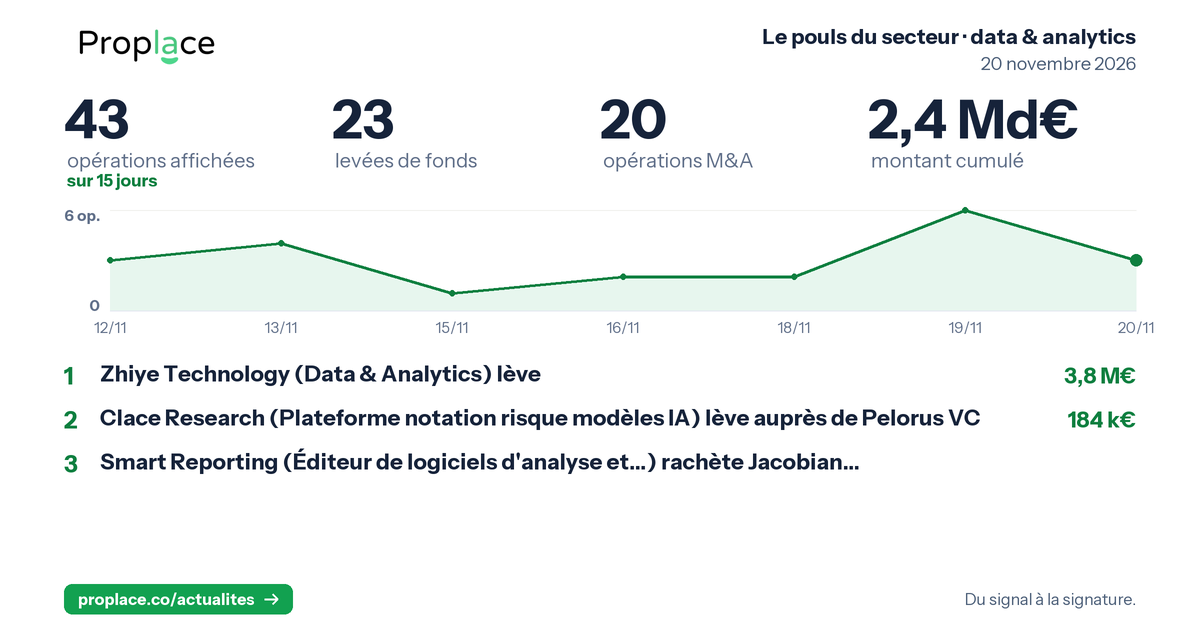 Proplace
Le pouls du secteur · data & analytics
20 novembre 2026
43
opérations affichées
sur 15 jours
23
levées de fonds
20
opérations M&A
2,4 Md€
montant cumulé
6 op.
0
12/11 13/11 15/11 16/11 18/11 19/11 20/11
1 Zhiye Technology (Data & Analytics) lève 3,8 M€
2 Clace Research (Plateforme notation risque modèles IA) lève auprès de Pelorus VC 184 k€
3 Smart Reporting (Éditeur de logiciels d'analyse et...) rachète Jacobian...
proplace.co/actualites →
Du signal à la signature.